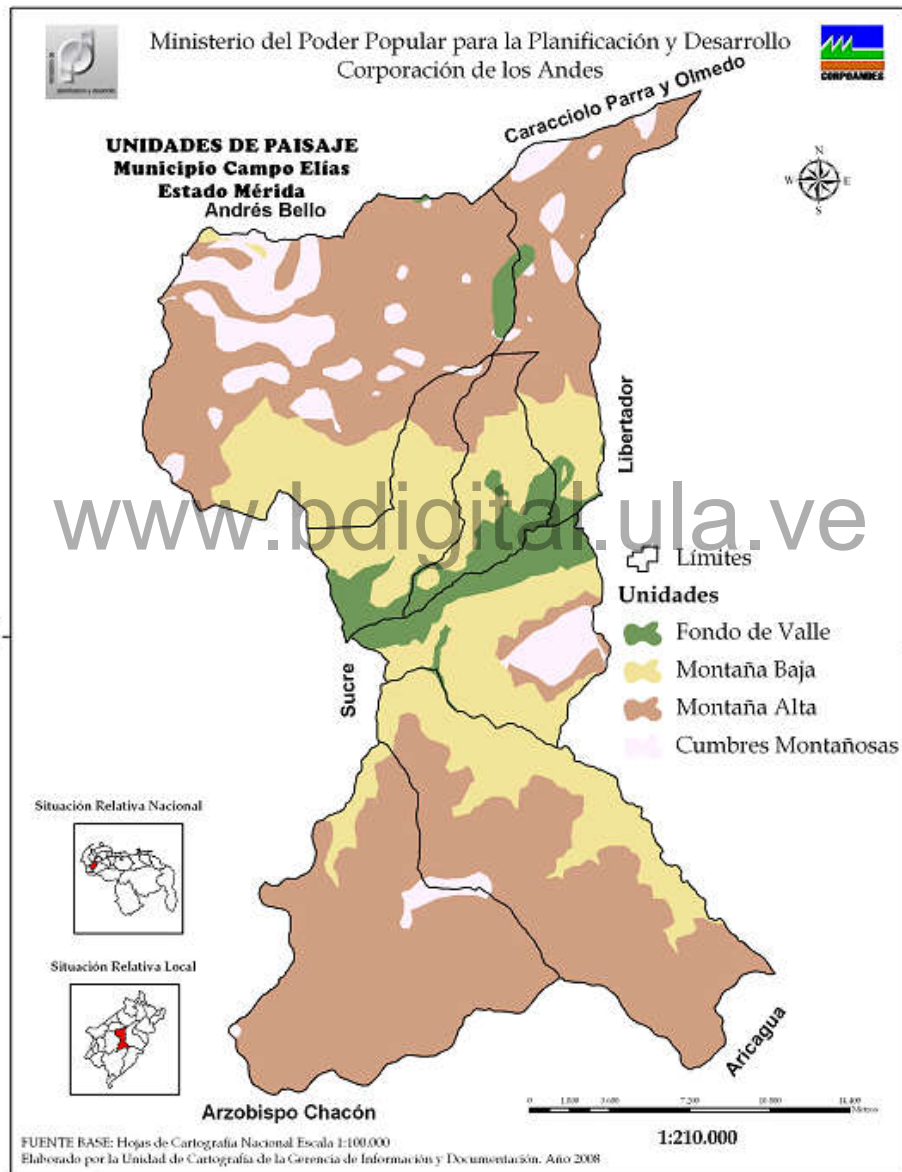 Ministerio del Poder Popular para la Planificación y Desarrollo
Corporación de los Andes
CORPOANDES
Caracciolo Parra y Olmedo
UNIDADES DE PAISAJE
Municipio Campo Elías
Estado Mérida
Andrés Bello
N
W E
S
Libertador
www.bdigital.ula.ve
Límites
Unidades
Fondo de Valle
Montaña Baja
Montaña Alta
Cumbres Montañosas
Sucre
Situación Relativa Nacional
Situación Relativa Local
Aricagua
Arzobispo Chacón
0
Metros
1:210.000
FUENTE BASE: Hojas de Cartografía Nacional Escala 1:100.000
Elaborado por la Unidad de Cartografía de la Gerencia de Información y Documentación. Año 2008